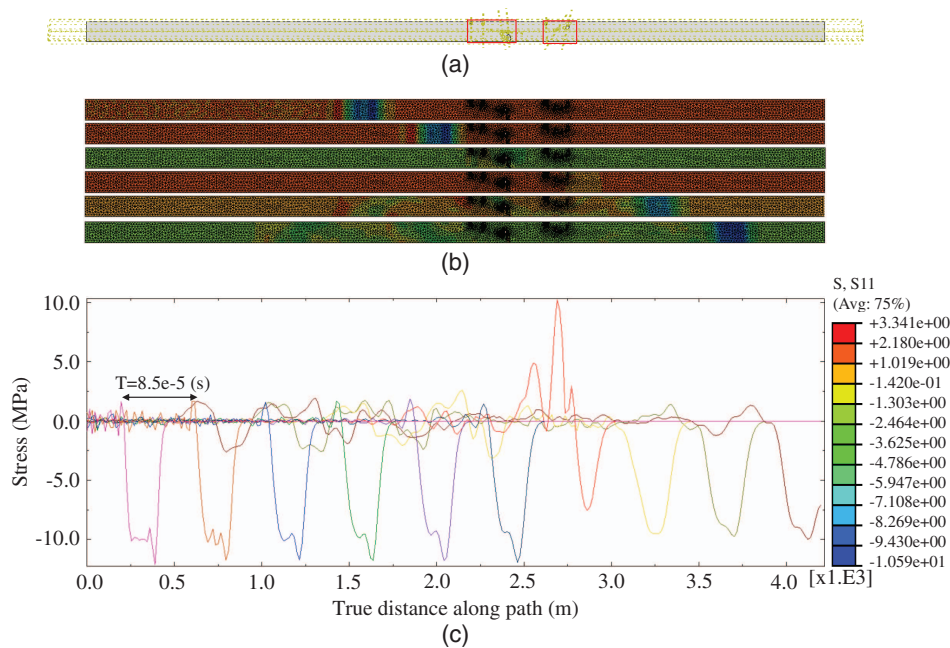 (a)
(b)
S, S11
(Avg: 75%)
+3.341e+00
+2.180e+00
+1.019e+00
-1.420e-01
-1.303e+00
-2.464e+00
-3.625e+00
-4.786e+00
-5.947e+00
-7.108e+00
-8.269e+00
-9.430e+00
-1.059e+01
Stress (MPa)
10.0
5.0
0.0
-5.0
-10.0
T=8.5e-5 (s)
0.0 0.5 1.0 1.5 2.0 2.5 3.0 3.5 4.0
[x1.E3]
True distance along path (m)
(c)